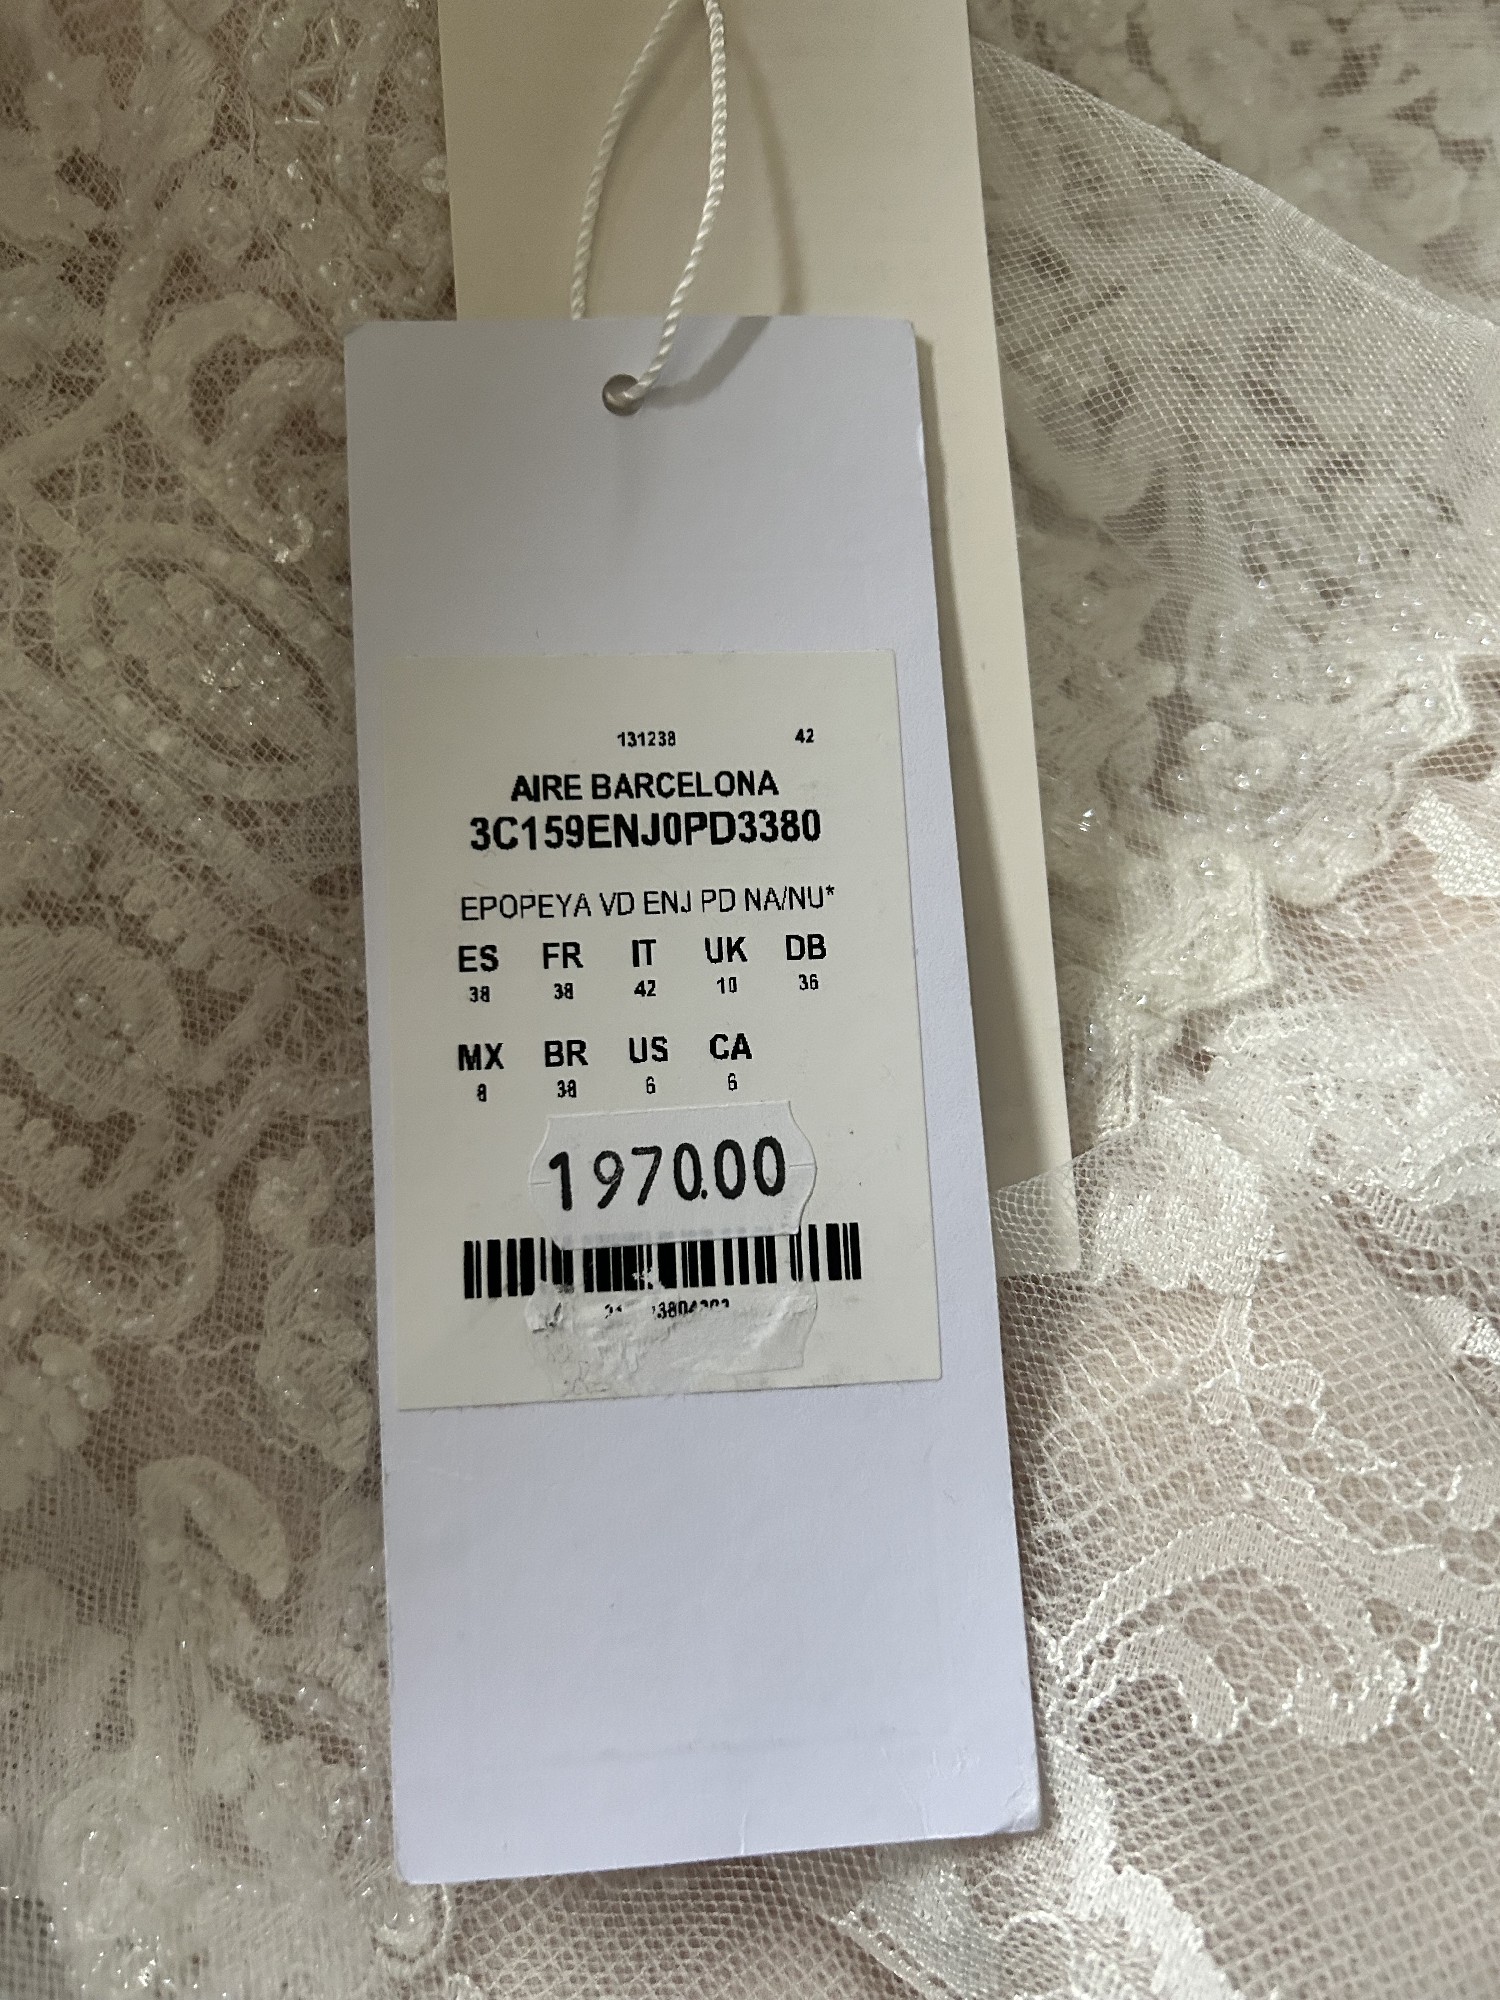 131238 42
AIRE BARCELONA
3C159ENJ0PD3380
EPOPEYA VD ENJ PD NA/NU*
ES FR IT UK DB
38 38 42 10 36
MX BR US CA
8 38 6 6
1970.00